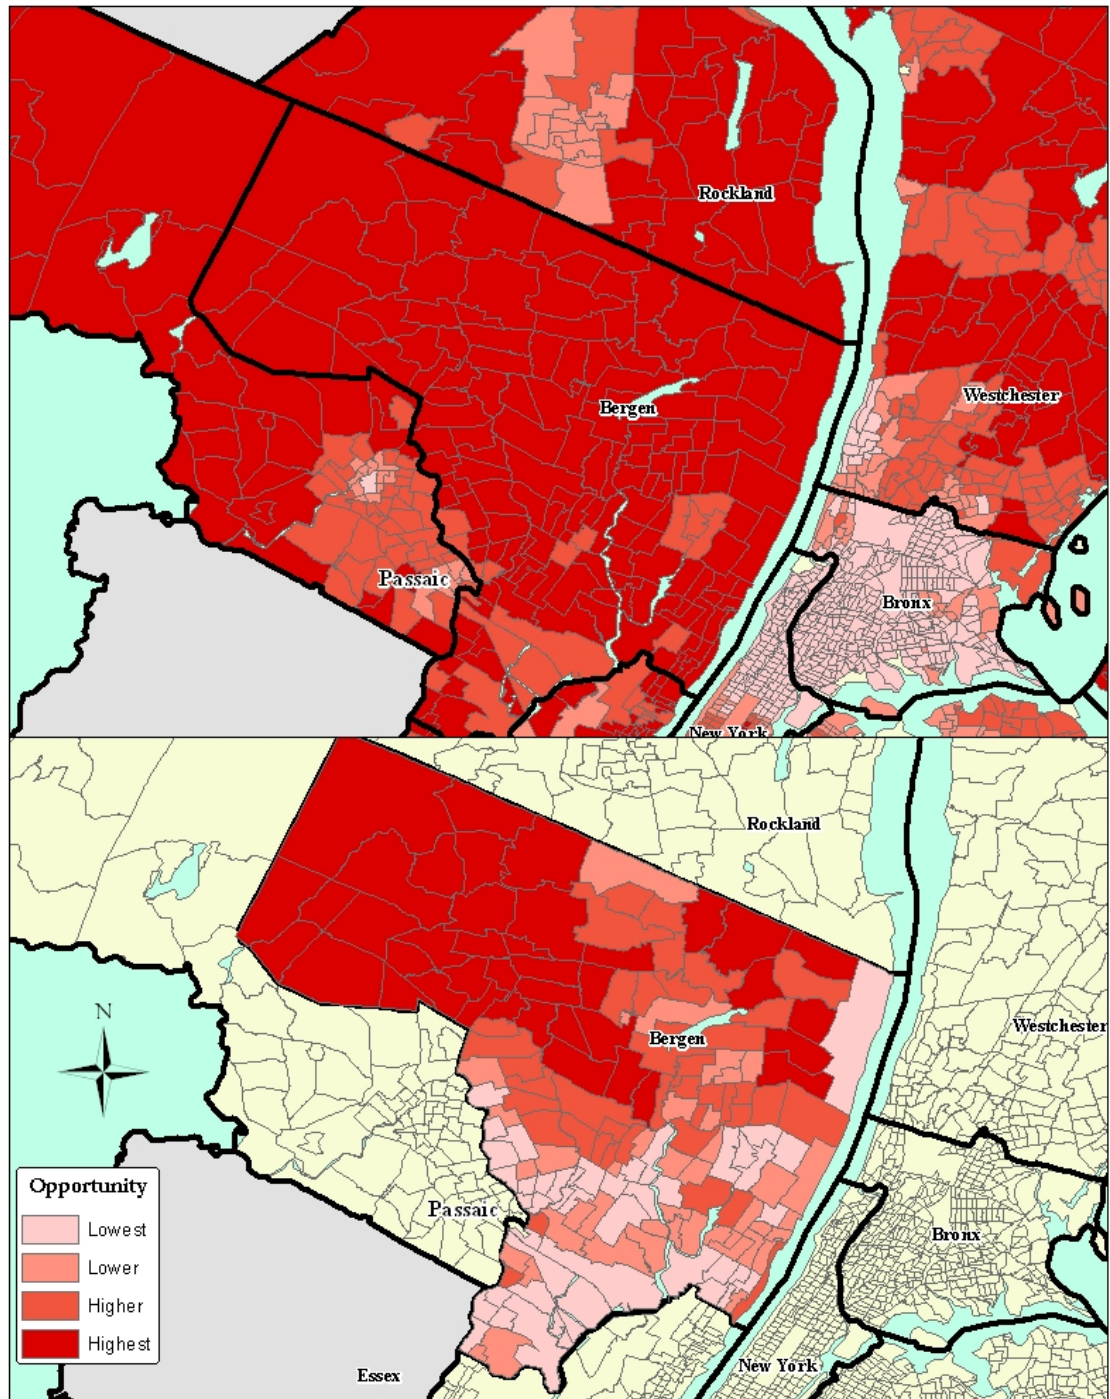 Rockland
Westchester
Bergen
Passaic
Bronx
New York
Rockland
N
Westchester
Bergen
Opportunity
Lowest
Lower
Higher
Highest
Passaic
Bronx
New York
Essex